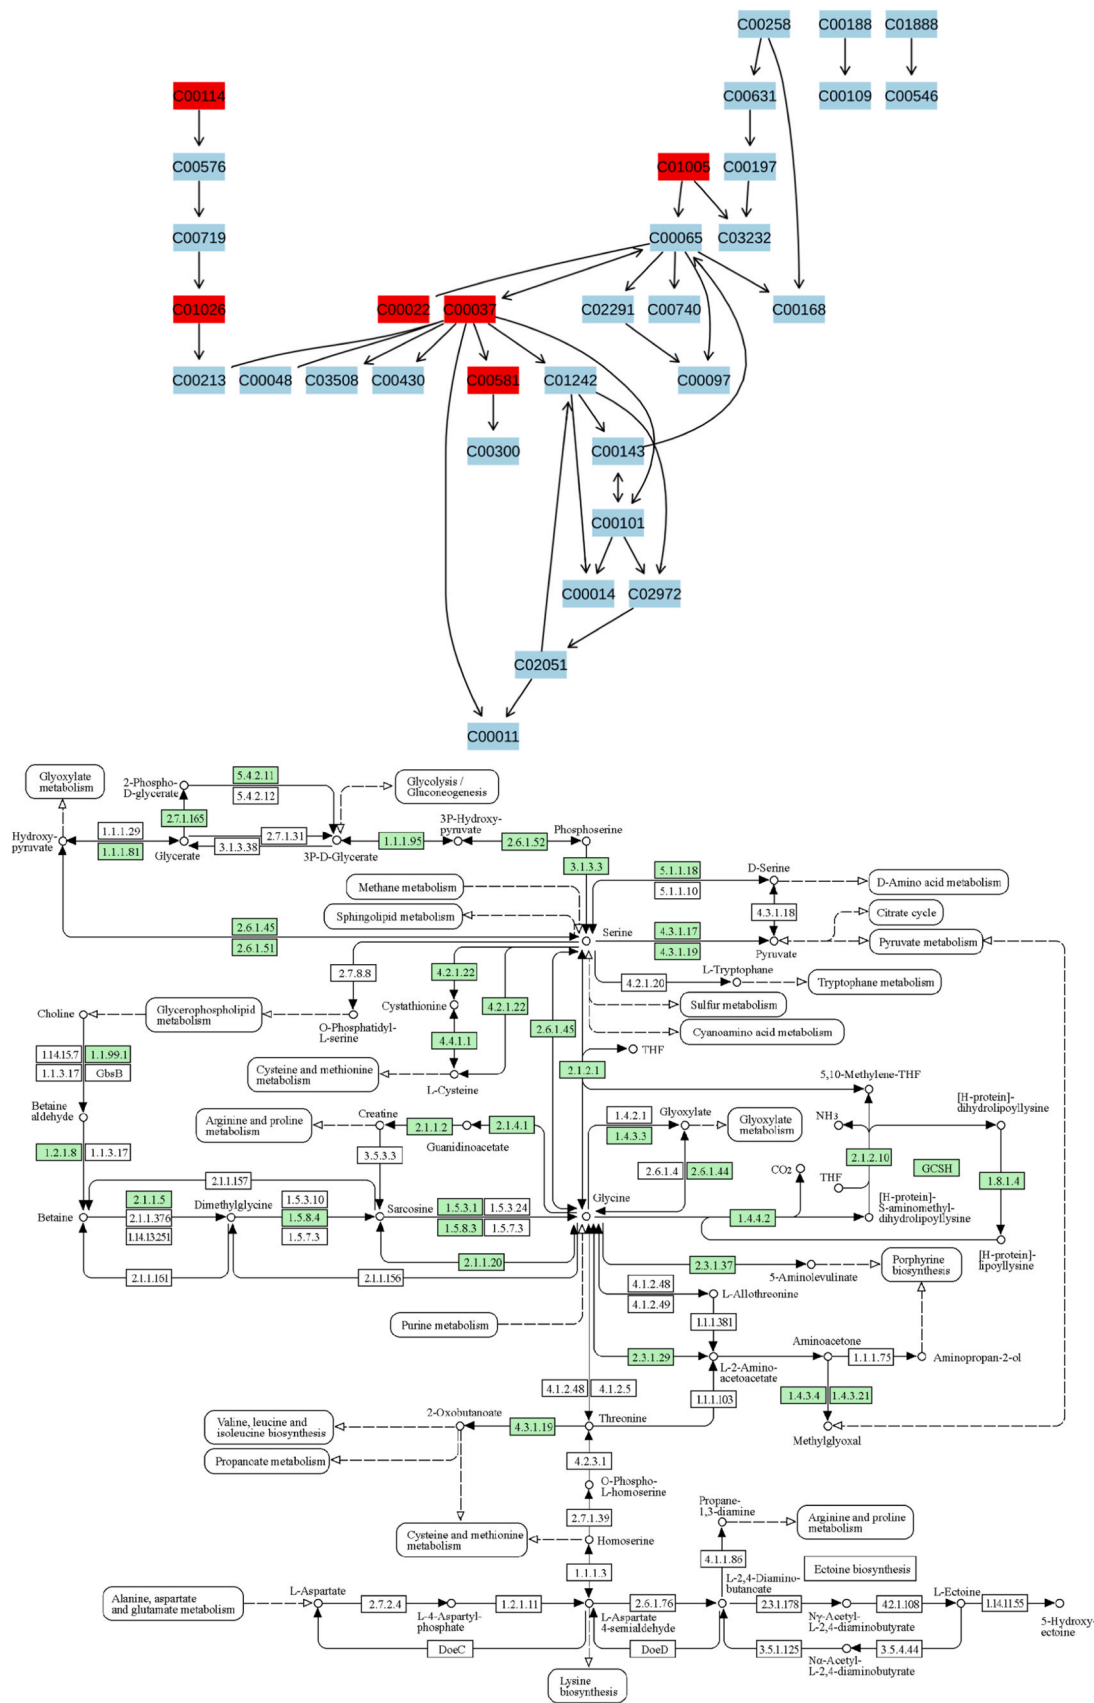 C00258
C00188
C01888
C00114
C00631
C00109
C00546
C00576
C01005
C00197
C00719
C00065
C03232
C01026
C00022
C00037
C02291
C00740
C00168
C00213
C00048
C03508
C00430
C00581
C01242
C00097
C00300
C00143
C00101
C00014
C02972
C02051
C00011
Glyoxylate
metabolism
2-Phospho-
D-glycerate
5.4.2.11
5.4.2.12
Glycolysis /
Gluconeogenesis
2.7.1.165
Hydroxy-
pyruvate
1.1.1.29
1.1.1.81
Glycerate
2.7.1.31
3.1.3.38
3P-D-Glycerate
1.1.1.95
3P-Hydroxy-
pyruvate
2.6.1.52
Phosphoserine
3.1.3.3
Methane metabolism
Sphingolipid metabolism
5.1.1.18
5.1.1.10
D-Serine
D-Amino acid metabolism
4.3.1.18
Citrate cycle
2.6.1.45
2.6.1.51
Serine
4.3.1.17
4.3.1.19
Pyruvate
Pyruvate metabolism
2.7.8.8
4.2.1.22
4.2.1.20
L-Tryptophane
Tryptophane metabolism
Choline
Glycerophospholipid
metabolism
O-Phosphatidyl-
L-serine
Cystathionine
4.2.1.22
Sulfur metabolism
Cyanoamino acid metabolism
2.6.1.45
1.14.15.7
1.1.99.1
1.1.3.17
GbsB
4.4.1.1
THF
2.1.2.1
Cysteine and methionine
metabolism
L-Cysteine
5,10-Methylene-THF
Betaine
aldehyde
Arginine and proline
metabolism
Creatine
2.1.1.2
Guanidinoacetate
2.1.4.1
1.4.2.1
1.4.3.3
Glyoxylate
Glyoxylate
metabolism
NH3
[H-protein]-
dihydrolipoyllysine
1.2.1.8
1.1.3.17
3.5.3.3
2.6.1.4
2.6.1.44
CO2
2.1.2.10
GCSH
THF
1.8.1.4
2.1.1.157
Betaine
2.1.1.5
2.1.1.376
1.14.13.251
Dimethylglycine
1.5.3.10
1.5.8.4
1.5.7.3
Sarcosine
1.5.3.1
1.5.3.24
1.5.8.3
1.5.7.3
Glycine
1.4.4.2
[H-protein]-
S-aminomethyl-
dihydrolipoyllysine
[H-protein]-
lipoyllysine
2.1.1.20
2.1.1.161
2.1.1.156
2.3.1.37
5-Aminolevulinate
Porphyrine
biosynthesis
4.1.2.48
4.1.2.49
L-Allothreonine
Purine metabolism
1.1.1.381
2.3.1.29
L-2-Amino-
acetoacetate
Aminoacetone
1.1.1.75
Aminopropan-2-ol
4.1.2.48
4.1.2.5
1.1.1.103
1.4.3.4
1.4.3.21
Valine, leucine and
isoleucine biosynthesis
2-Oxobutanoate
4.3.1.19
Threonine
Methylglyoxal
Propanoate metabolism
4.2.3.1
O-Phospho-
L-homoserine
2.7.1.39
Propane-
1,3-diamine
Arginine and proline
metabolism
Cysteine and methionine
metabolism
Homoserine
4.1.1.86
Ectoine biosynthesis
1.1.1.3
Alanine, aspartate
and glutamate metabolism
L-Aspartate
2.7.2.4
L-4-Aspartyl-
phosphate
1.2.1.11
L-Aspartate
4-semialdehyde
2.6.1.76
L-2,4-Diamino-
butanoate
2.3.1.178
Nγ-Acetyl-
L-2,4-diaminobutyrate
4.2.1.108
L-Ectoine
1.14.11.55
5-Hydroxy-
ectoine
DoeC
DoeD
3.5.1.125
Nα-Acetyl-
L-2,4-diaminobutyrate
3.5.4.44
Lysine
biosynthesis